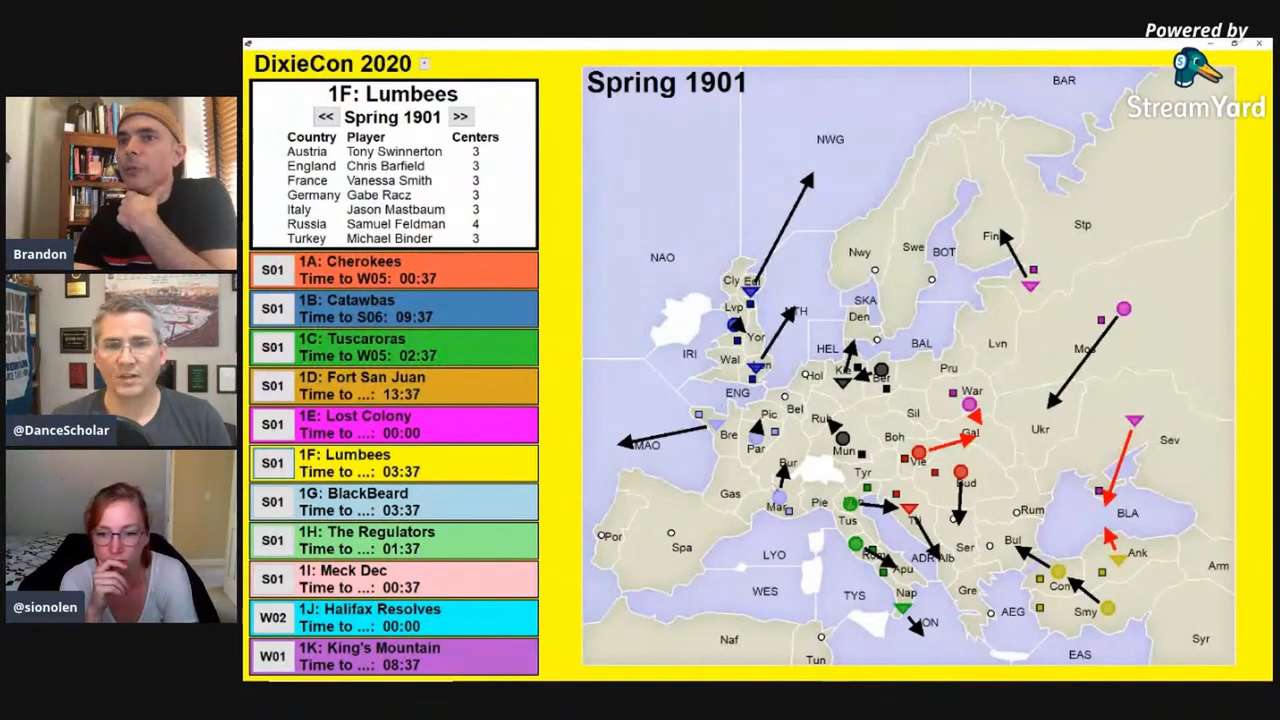 Powered by
StreamYard
Brandon
@DanceScholar
@sionolen
DixieCon 2020
1F: Lumbees
<< Spring 1901 >>
Country Player Centers
Austria Tony Swinnerton 3
England Chris Barfield 3
France Vanessa Smith 3
Germany Gabe Racz 3
Italy Jason Mastbaum 3
Russia Samuel Feldman 4
Turkey Michael Binder 3
S01 1A: Cherokees
Time to W05: 00:37
S01 1B: Catawbas
Time to S06: 09:37
S01 1C: Tuscaroras
Time to W05: 02:37
S01 1D: Fort San Juan
Time to ...: 13:37
S01 1E: Lost Colony
Time to ...: 00:00
S01 1F: Lumbees
Time to ...: 03:37
S01 1G: BlackBeard
Time to ...: 03:37
S01 1H: The Regulators
Time to ...: 01:37
S01 1I: Meck Dec
Time to ...: 00:37
W02 1J: Halifax Resolves
Time to ...: 00:00
W01 1K: King's Mountain
Time to ...: 08:37
Spring 1901
BAR
NWG
NAO
Nwy
Swe
BOT
Fin
Stp
Cly
Edi
Lvp
Yor
SKA
Den
IRI
Wal
HEL
BAL
Lvn
Mos
Hol
Kie
Ber
Pru
ENG
Bel
War
Pic
Ruh
Sil
Gal
Ukr
Sev
MAO
Bre
Par
Mun
Boh
Vie
Bud
Bur
Tyr
Gas
Mar
Pie
Rum
BLA
Por
Spa
Tus
ADR
Alb
Ser
Bul
Ank
Arm
LYO
Apu
Con
WES
TYS
Nap
Gre
AEG
Smy
Naf
Tun
EAS
Syr